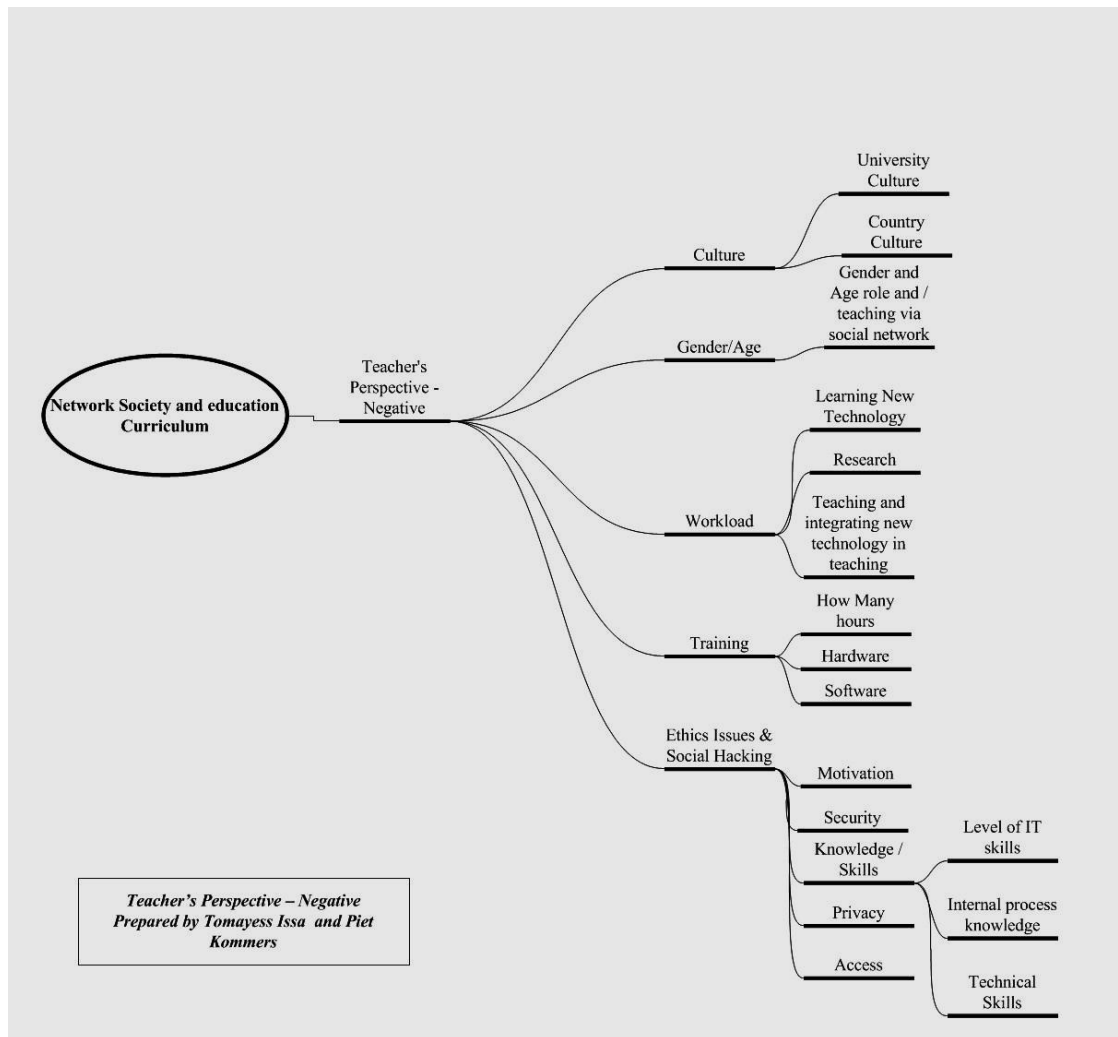 Network Society and education
Curriculum
Teacher's
Perspective -
Negative
Culture
University
Culture
Country
Culture
Gender/Age
Gender and
Age role and /
teaching via
social network
Workload
Learning New
Technology
Research
Teaching and
integrating new
technology in
teaching
Training
How Many
hours
Hardware
Software
Ethics Issues &
Social Hacking
Motivation
Security
Knowledge /
Skills
Level of IT
skills
Internal process
knowledge
Technical
Skills
Privacy
Access
Teacher’s Perspective – Negative
Prepared by Tomayess Issa and Piet
Kommers